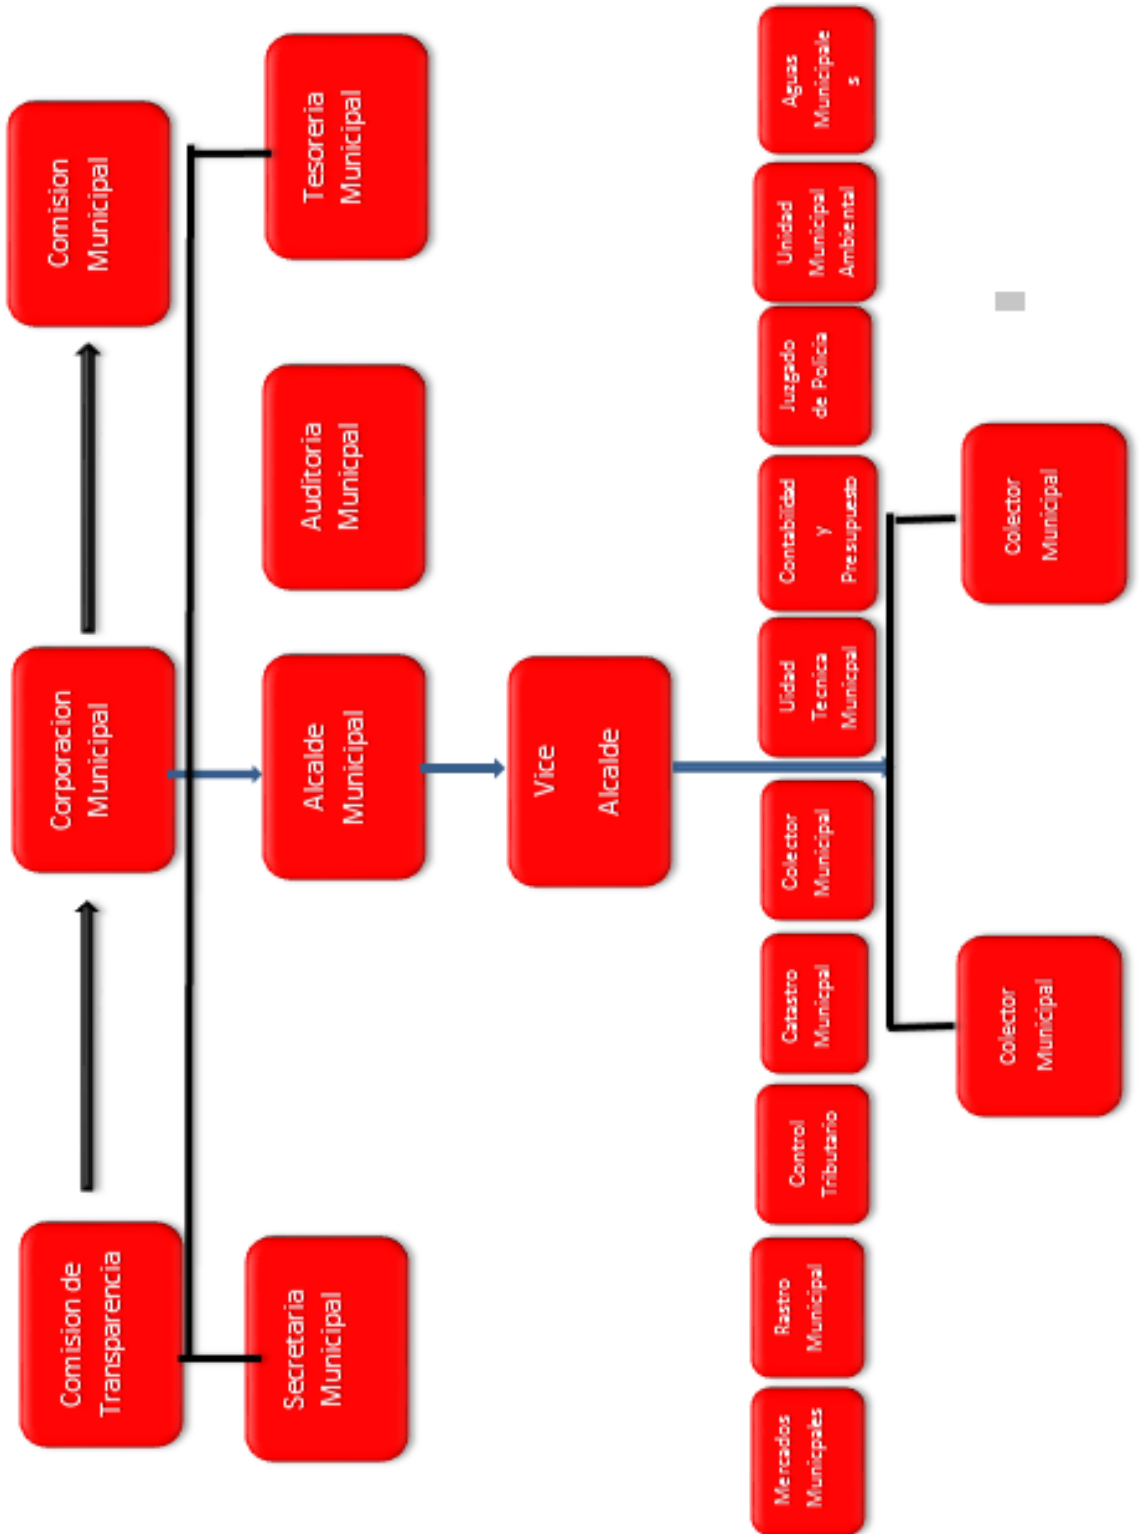 Comision de
Transparencia
Corporacion
Municipal
Comision
Municipal
Secretaria
Municipal
Alcalde
Municipal
Auditoria
Municpal
Tesoreria
Municipal
Vice
Alcalde
Mercados
Municpales
Rastro
Municipal
Control
Tributario
Catastro
Municpal
Colector
Municipal
Uidad
Tecnica
Municpal
Contabilidad
y
Presupuesto
Juzgado
de Policia
Unidad
Municipal
Ambiental
Aguas
Municipale
s
Colector
Municipal
Colector
Municipal